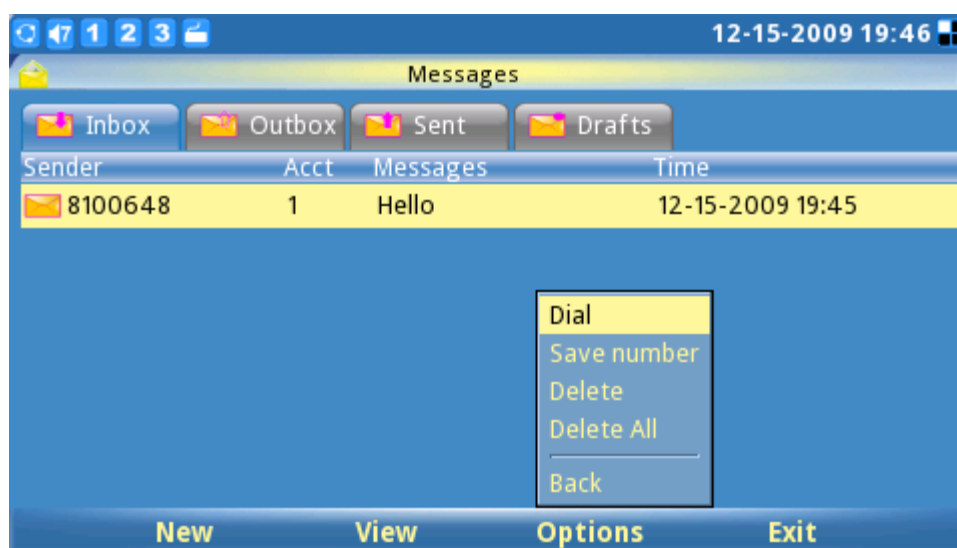 7 1 2 3 12-15-2009 19:46
Messages
Inbox Outbox Sent Drafts
Sender Acct Messages Time
8100648 1 Hello 12-15-2009 19:45
Dial
Save number
Delete
Delete All
Back
New View Options Exit